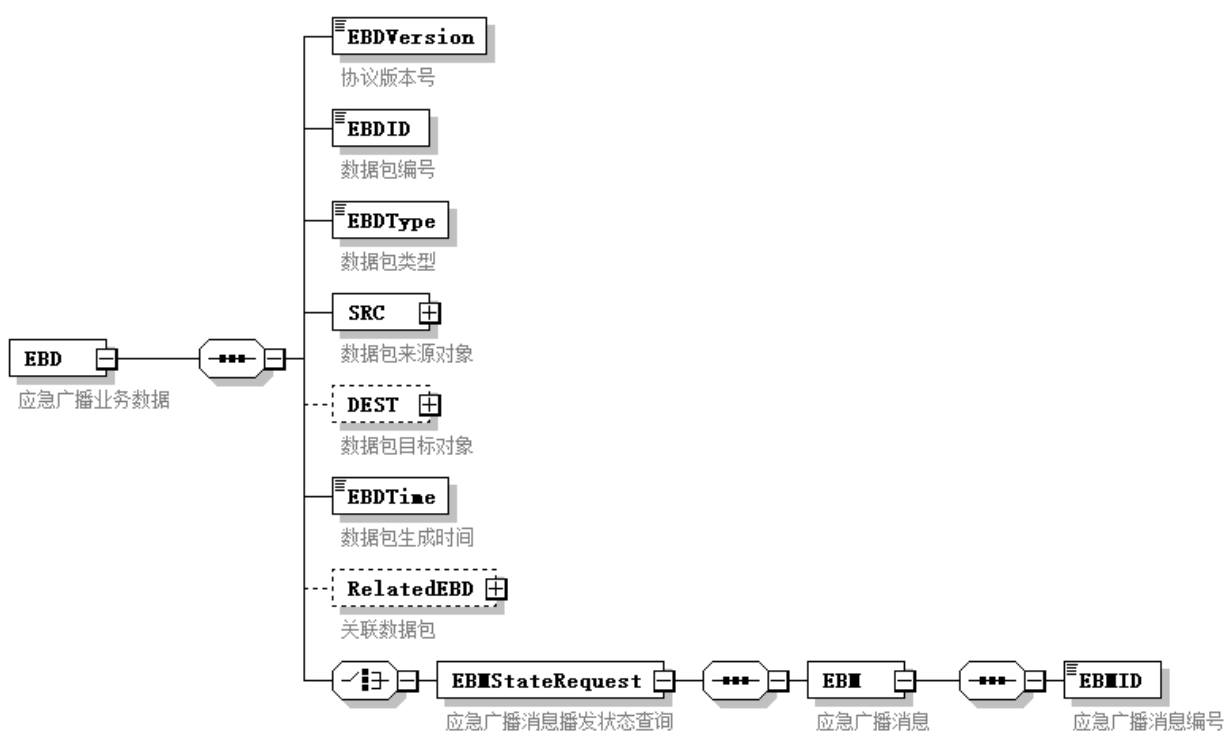 EBDVersion
协议版本号
EBDID
数据包编号
EBDType
数据包类型
SRC
数据包来源对象
EBD
应急广播业务数据
DEST
数据包目标对象
EBDTime
数据包生成时间
RelatedEBD
关联数据包
EBMStateRequest EBM EBMID
应急广播消息播发状态查询 应急广播消息 应急广播消息编号